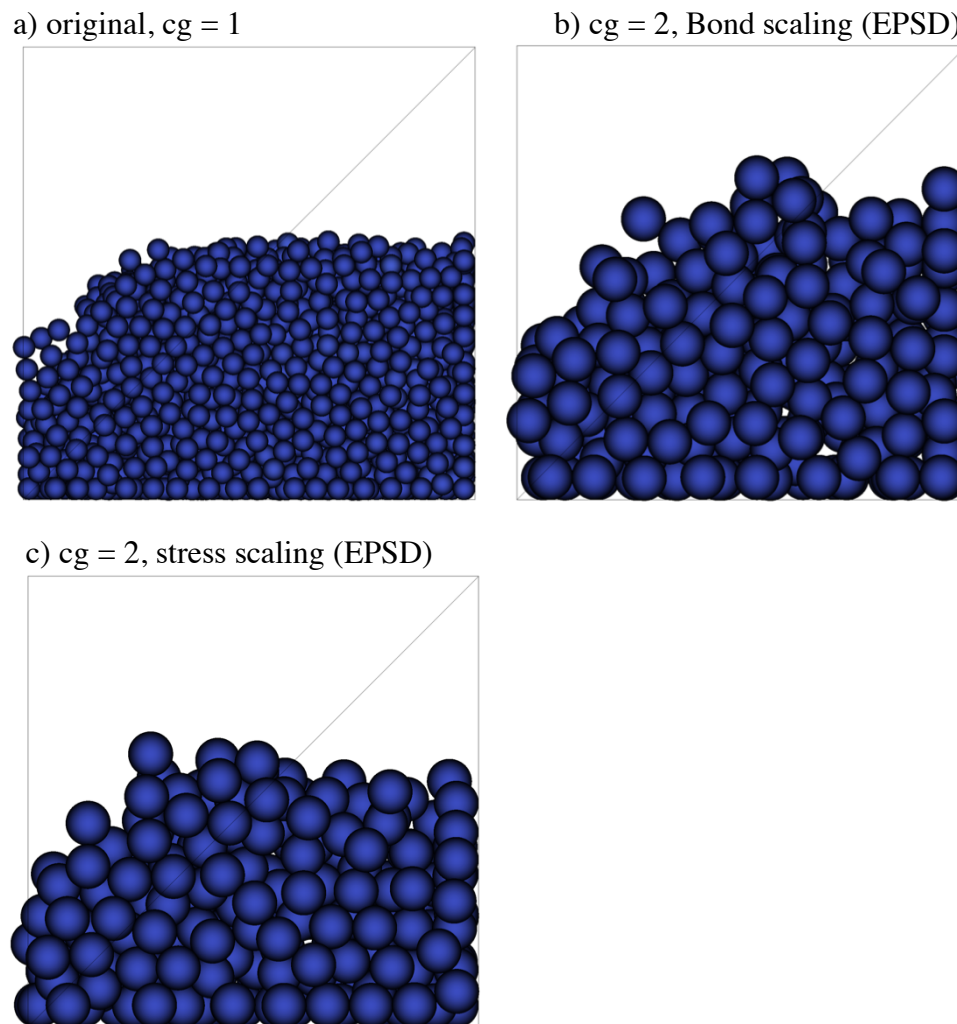 a) original, cg = 1
b) cg = 2, Bond scaling (EPSD)
c) cg = 2, stress scaling (EPSD)